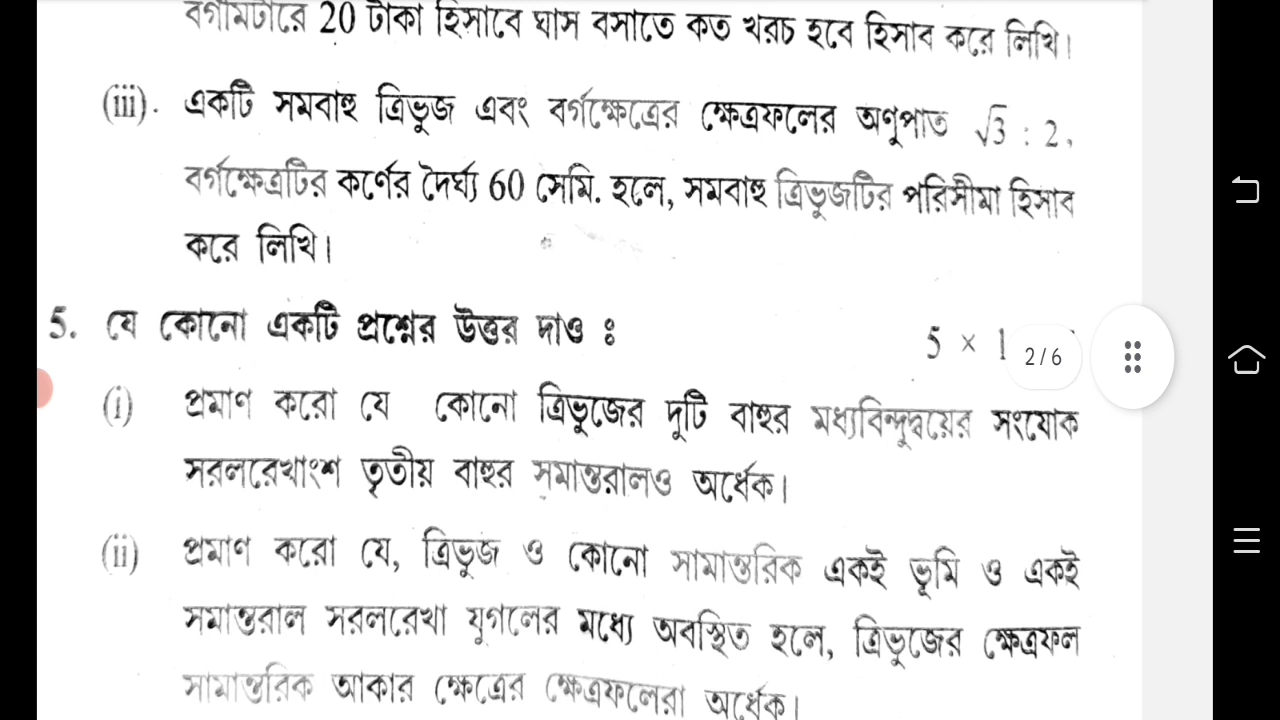 বর্গমিটারে 20 টাকা হিসাবে ঘাস বসাতে কত খরচ হবে হিসাব করে লিখি।
(iii). একটি সমবাহু ত্রিভুজ এবং বর্গক্ষেত্রের ক্ষেত্রফলের অণুপাত √3 : 2,
বর্গক্ষেত্রটির কর্ণের দৈর্ঘ্য 60 সেমি. হলে, সমবাহু ত্রিভুজটির পরিসীমা হিসাব
করে লিখি।
5. যে কোনো একটি প্রশ্নের উত্তর দাও ঃ 5 × 1
2/6
(i) প্রমাণ করো যে কোনো ত্রিভুজের দুটি বাহুর মধ্যবিন্দুদ্বয়ের সংযোক
সরলরেখাংশ তৃতীয় বাহুর সমান্তরালও অর্ধেক।
(ii) প্রমাণ করো যে, ত্রিভুজ ও কোনো সামান্তরিক একই ভূমি ও একই
সমান্তরাল সরলরেখা যুগলের মধ্যে অবস্থিত হলে, ত্রিভুজের ক্ষেত্রফল
সামান্তরিক আকার ক্ষেত্রের ক্ষেত্রফলেরা অর্ধেক।